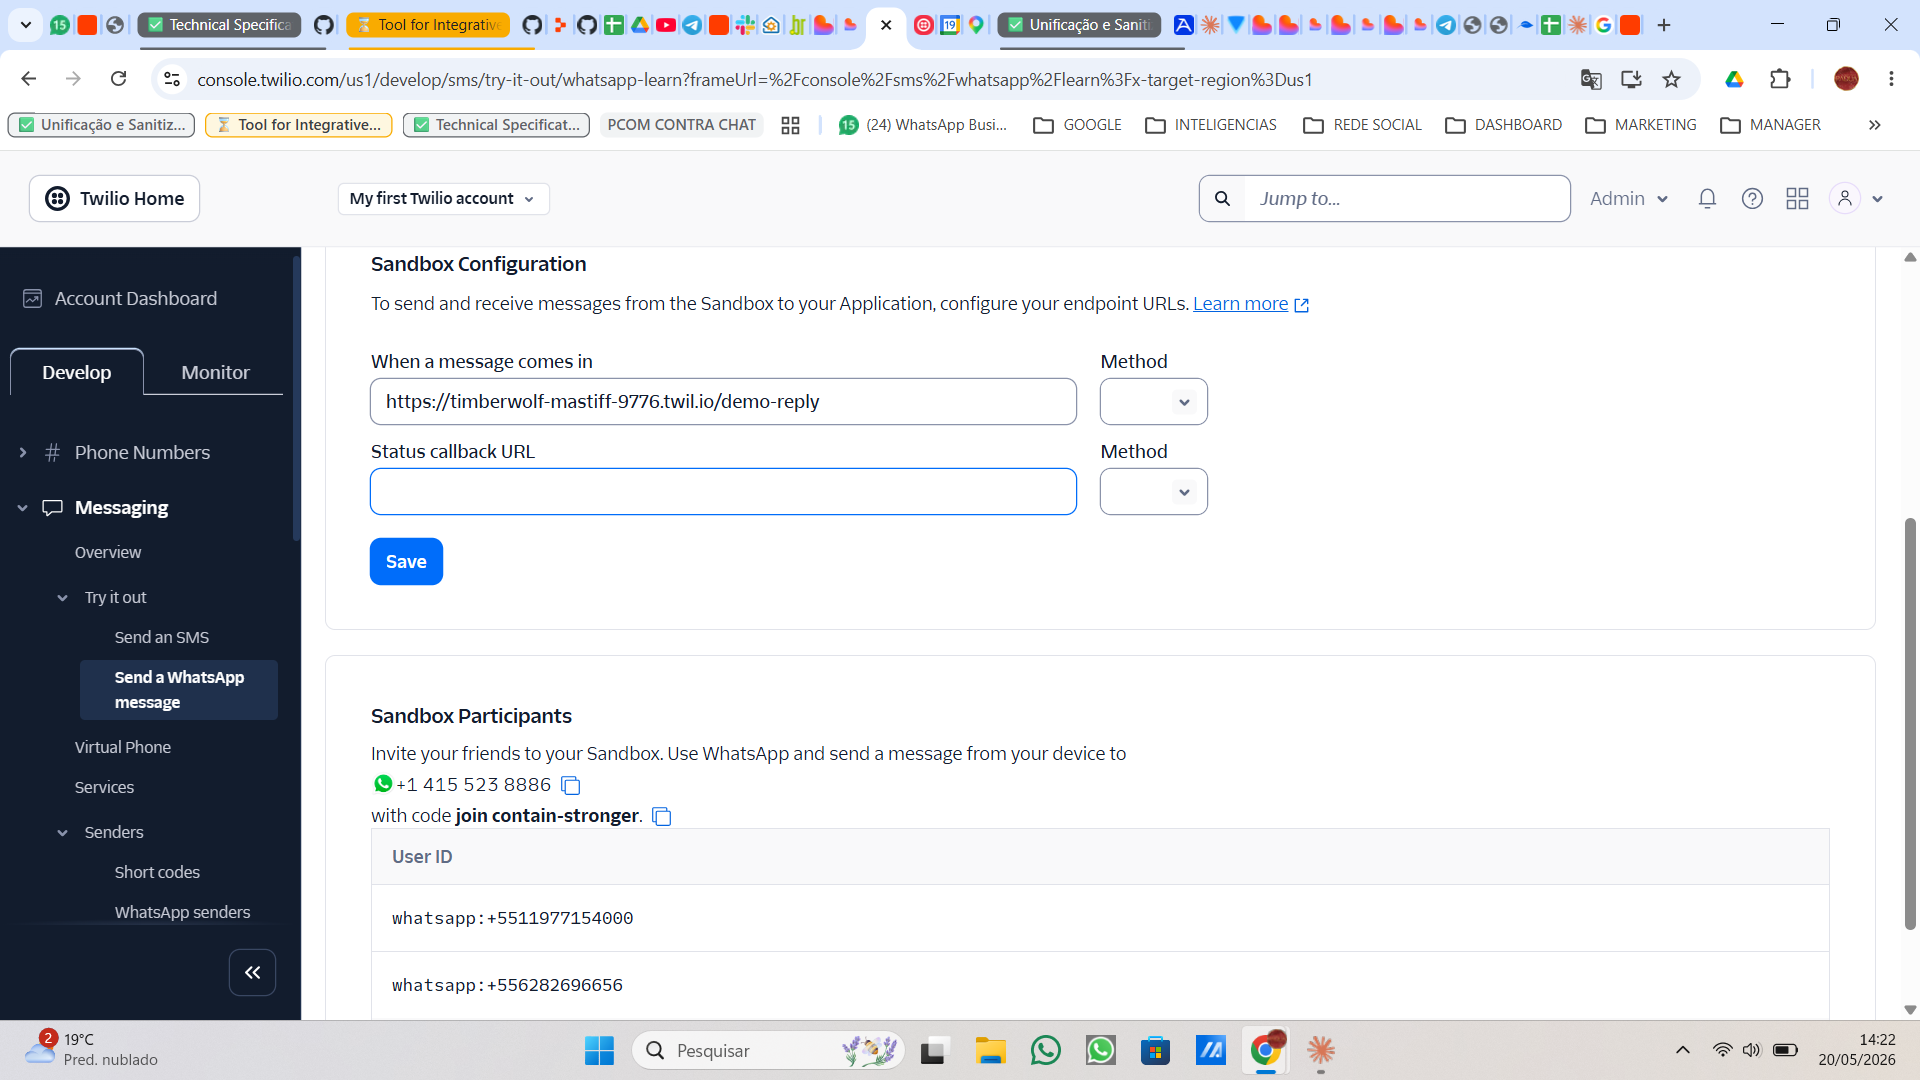 Technical Specifica
Tool for Integrative
Unificação e Saniti
console.twilio.com/us1/develop/sms/try-it-out/whatsapp-learn?frameUrl=%2Fconsole%2Fsms%2Fwhatsapp%2Flearn%3Fx-target-region%3Dus1
Unificação e Sanitiz...
Tool for Integrative...
Technical Specificat...
PCOM CONTRA CHAT
15
(24) WhatsApp Busi...
GOOGLE
INTELIGENCIAS
REDE SOCIAL
DASHBOARD
MARKETING
MANAGER
Twilio Home
My first Twilio account
Jump to...
Admin
Account Dashboard
Develop
Monitor
# Phone Numbers
Messaging
Overview
Try it out
Send an SMS
Send a WhatsApp
message
Virtual Phone
Services
Senders
Short codes
WhatsApp senders
Sandbox Configuration
To send and receive messages from the Sandbox to your Application, configure your endpoint URLs. Learn more
When a message comes in
Method
https://timberwolf-mastiff-9776.twil.io/demo-reply
Status callback URL
Method
Save
Sandbox Participants
Invite your friends to your Sandbox. Use WhatsApp and send a message from your device to
+1 415 523 8886
with code join contain-stronger.
User ID
whatsapp:+5511977154000
whatsapp:+556282696656
2
19°C
Pred. nublado
Pesquisar
14:22
20/05/2026